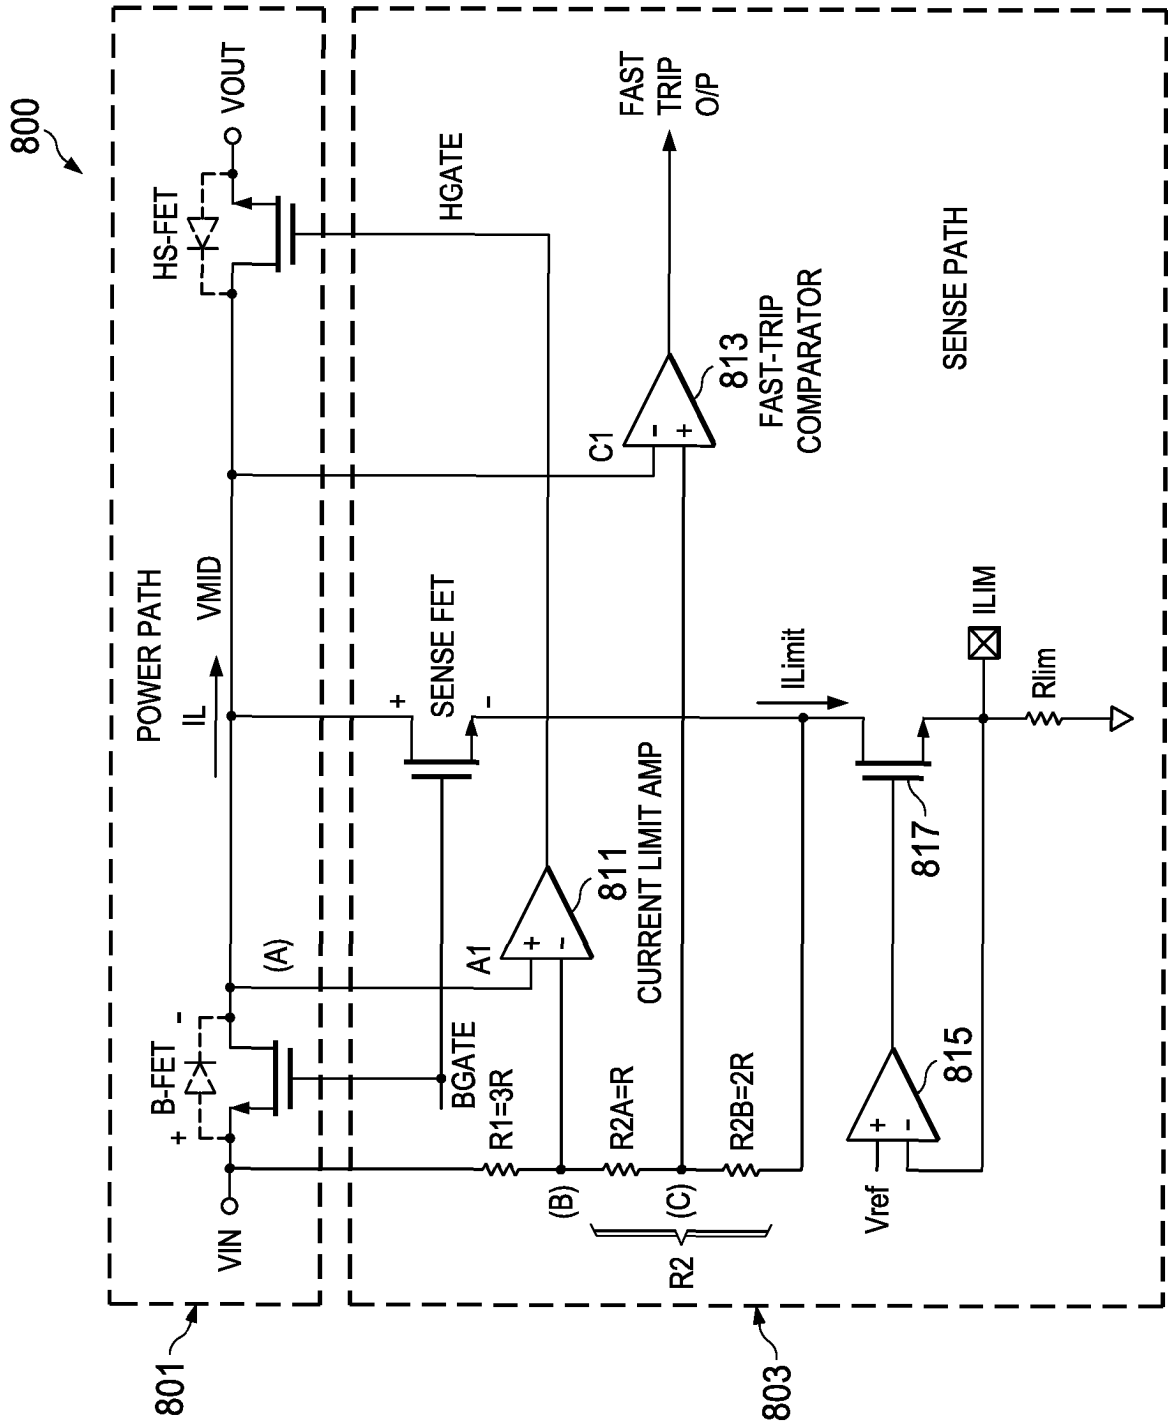 800
POWER PATH
801
VIN
B-FET
+
-
(A)
IL
VMID
HS-FET
VOUT
803
BGATE
HGATE
SENSE FET
+
-
R1=3R
(B)
R2A=R
(C)
R2B=2R
R2
A1
+
-
811
CURRENT LIMIT AMP
C1
-
+
813
FAST-TRIP
COMPARATOR
FAST
TRIP
O/P
ILimit
Vref
+
-
815
817
ILIM
Rlim
SENSE PATH